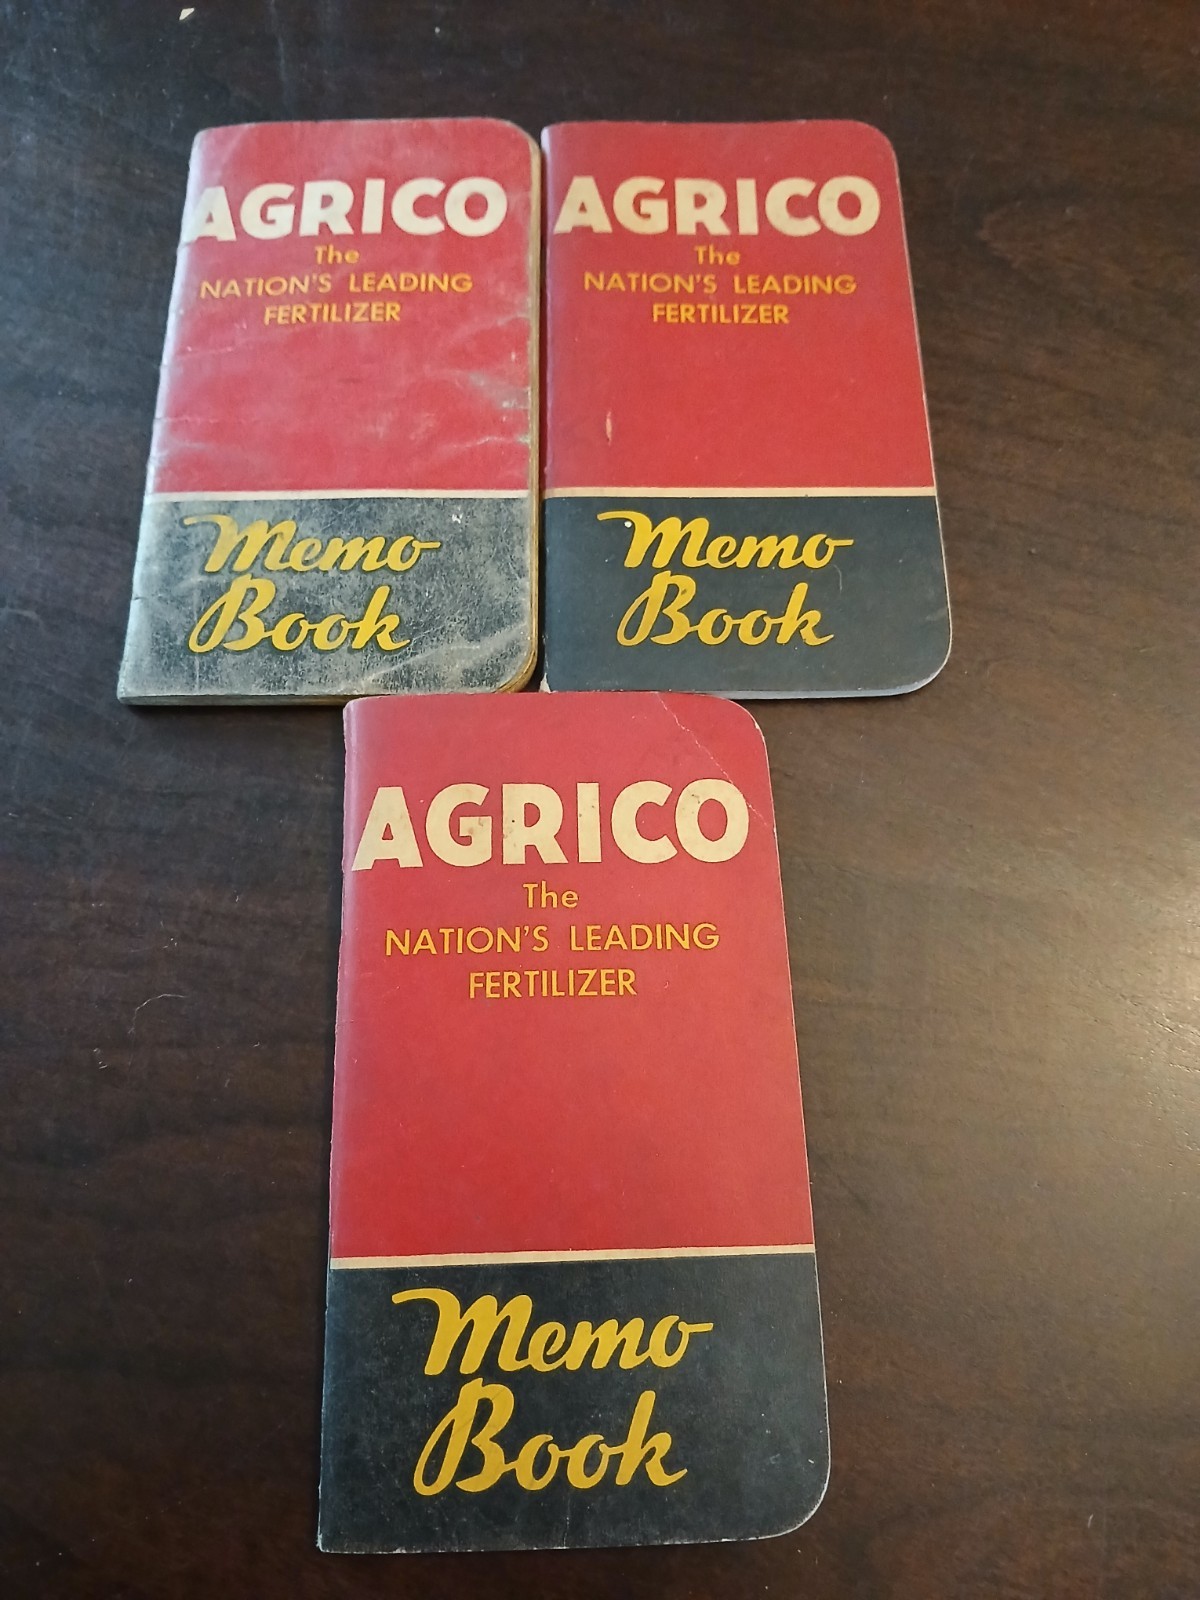 AGRICO
The
NATION'S LEADING
FERTILIZER
Memo
Book
AGRICO
The
NATION'S LEADING
FERTILIZER
Memo
Book
AGRICO
The
NATION'S LEADING
FERTILIZER
Memo
Book